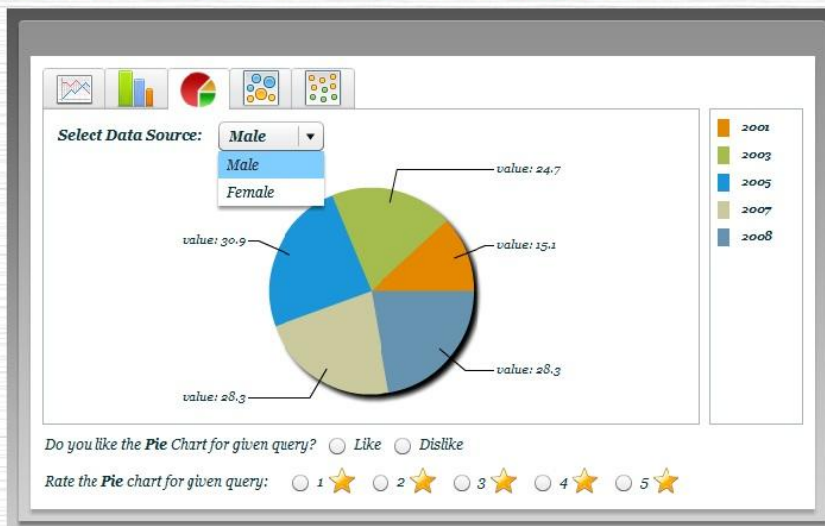 Select Data Source: Male
Male
Female
value: 24.7
value: 30.9
value: 15.1
value: 28.3
value: 28.3
2001
2003
2005
2007
2008
Do you like the Pie Chart for given query? Like Dislike
Rate the Pie chart for given query: 1 2 3 4 5